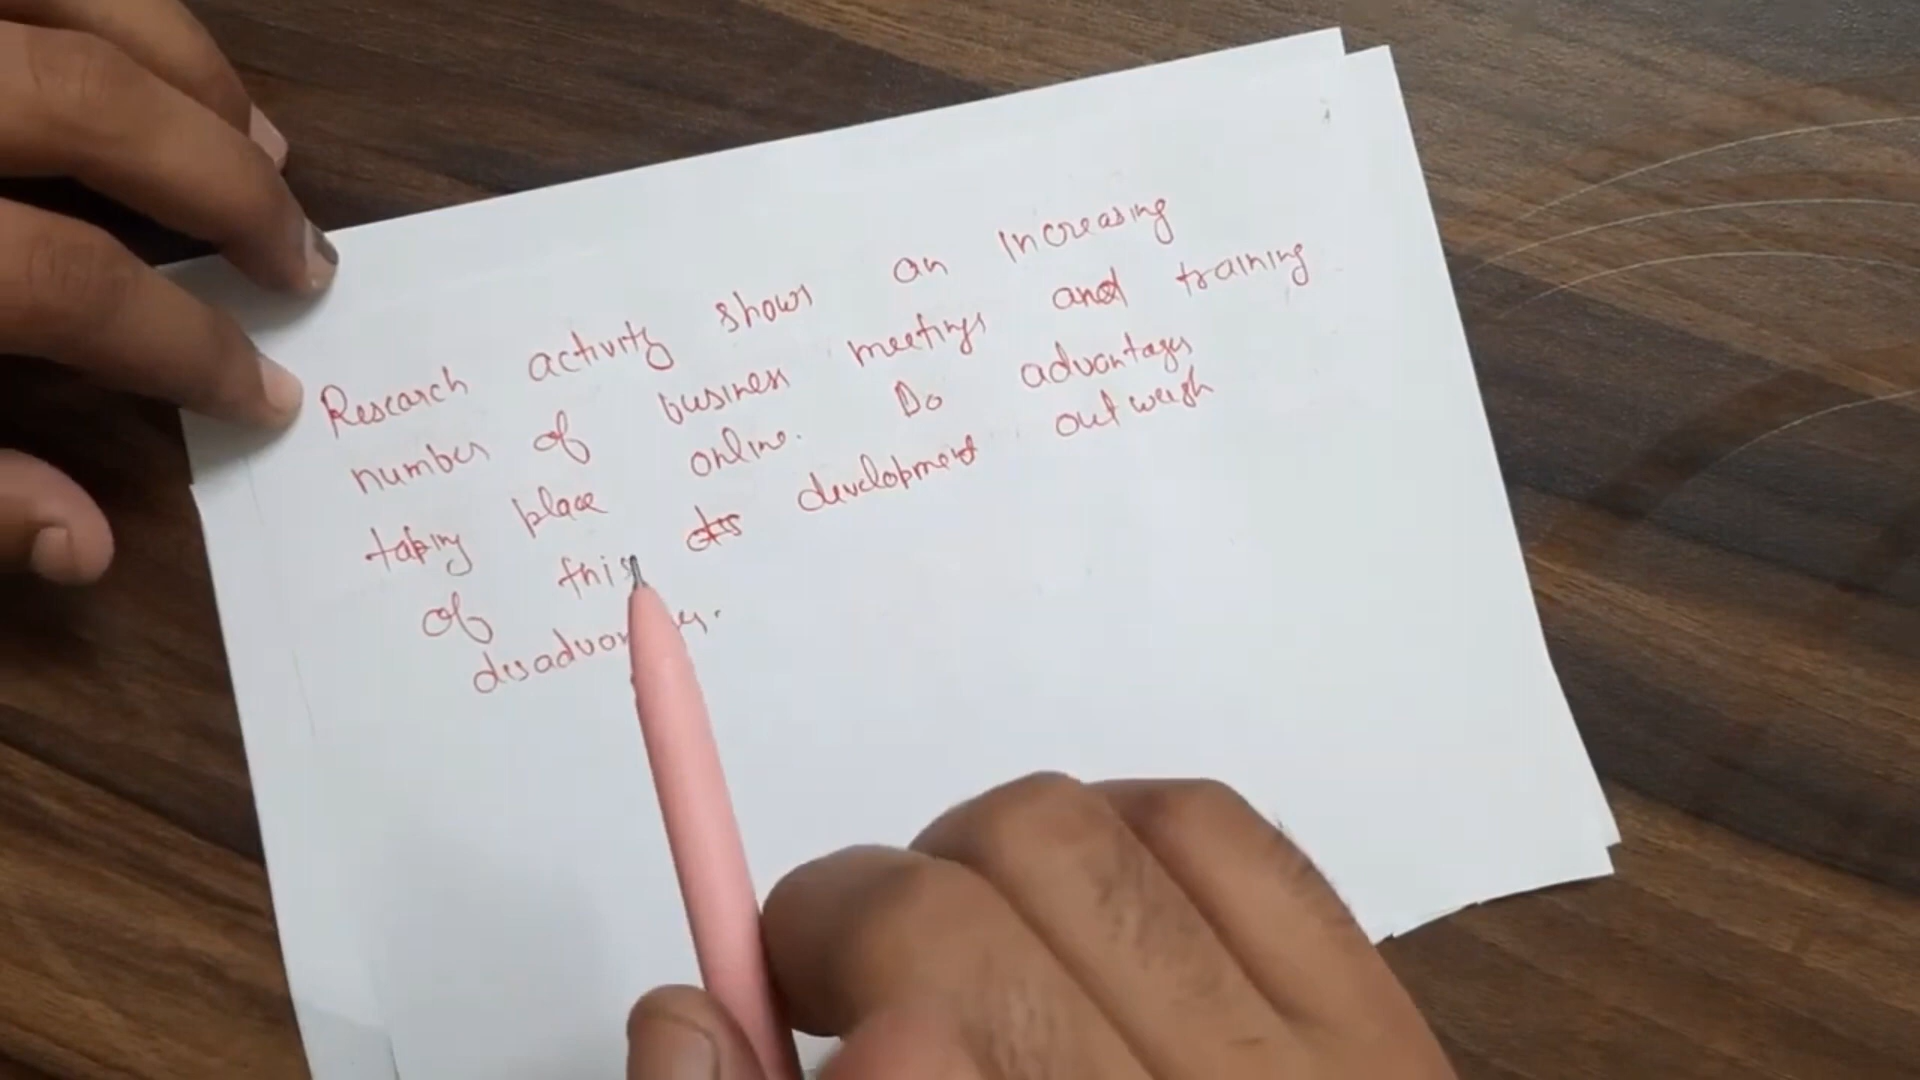 Research activity shows an increasing
number of business meetings and training
taking place online. Do advantages
of this development outweigh
disadvantages.